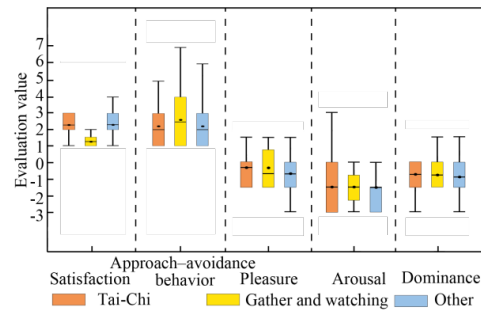 Evaluation value
7
6
5
4
3
2
1
0
-1
-2
-3
Satisfaction
Approach–avoidance
behavior
Pleasure
Arousal
Dominance
Tai-Chi
Gather and watching
Other